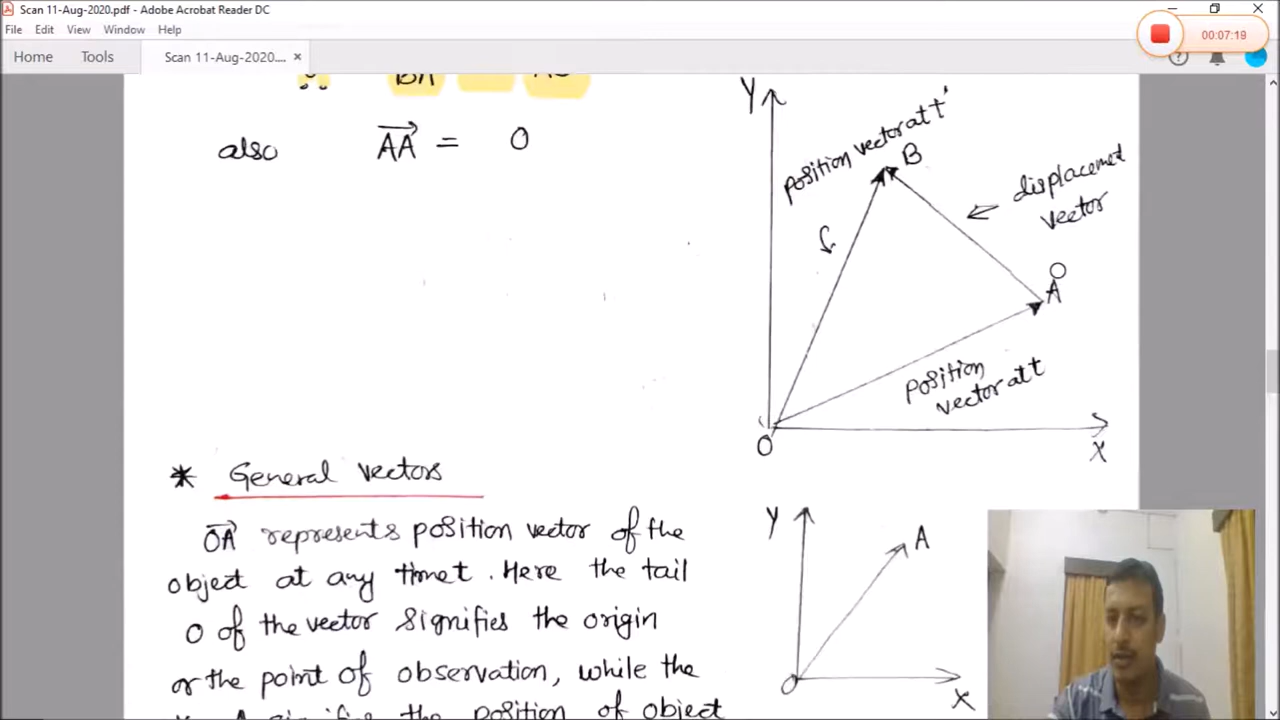 Scan 11-Aug-2020.pdf - Adobe Acrobat Reader DC
File Edit View Window Help
00:07:19
Home Tools Scan 11-Aug-2020.... ×
also AA = 0
Y
position vector at t'
B
displacemet
vector
A
position
vector at t
O
X
* General vectors
OA represents position vector of the
object at any time t. Here the tail
O of the vector signifies the origin
or the point of observation, while the
the position of object
Y
A
O
X